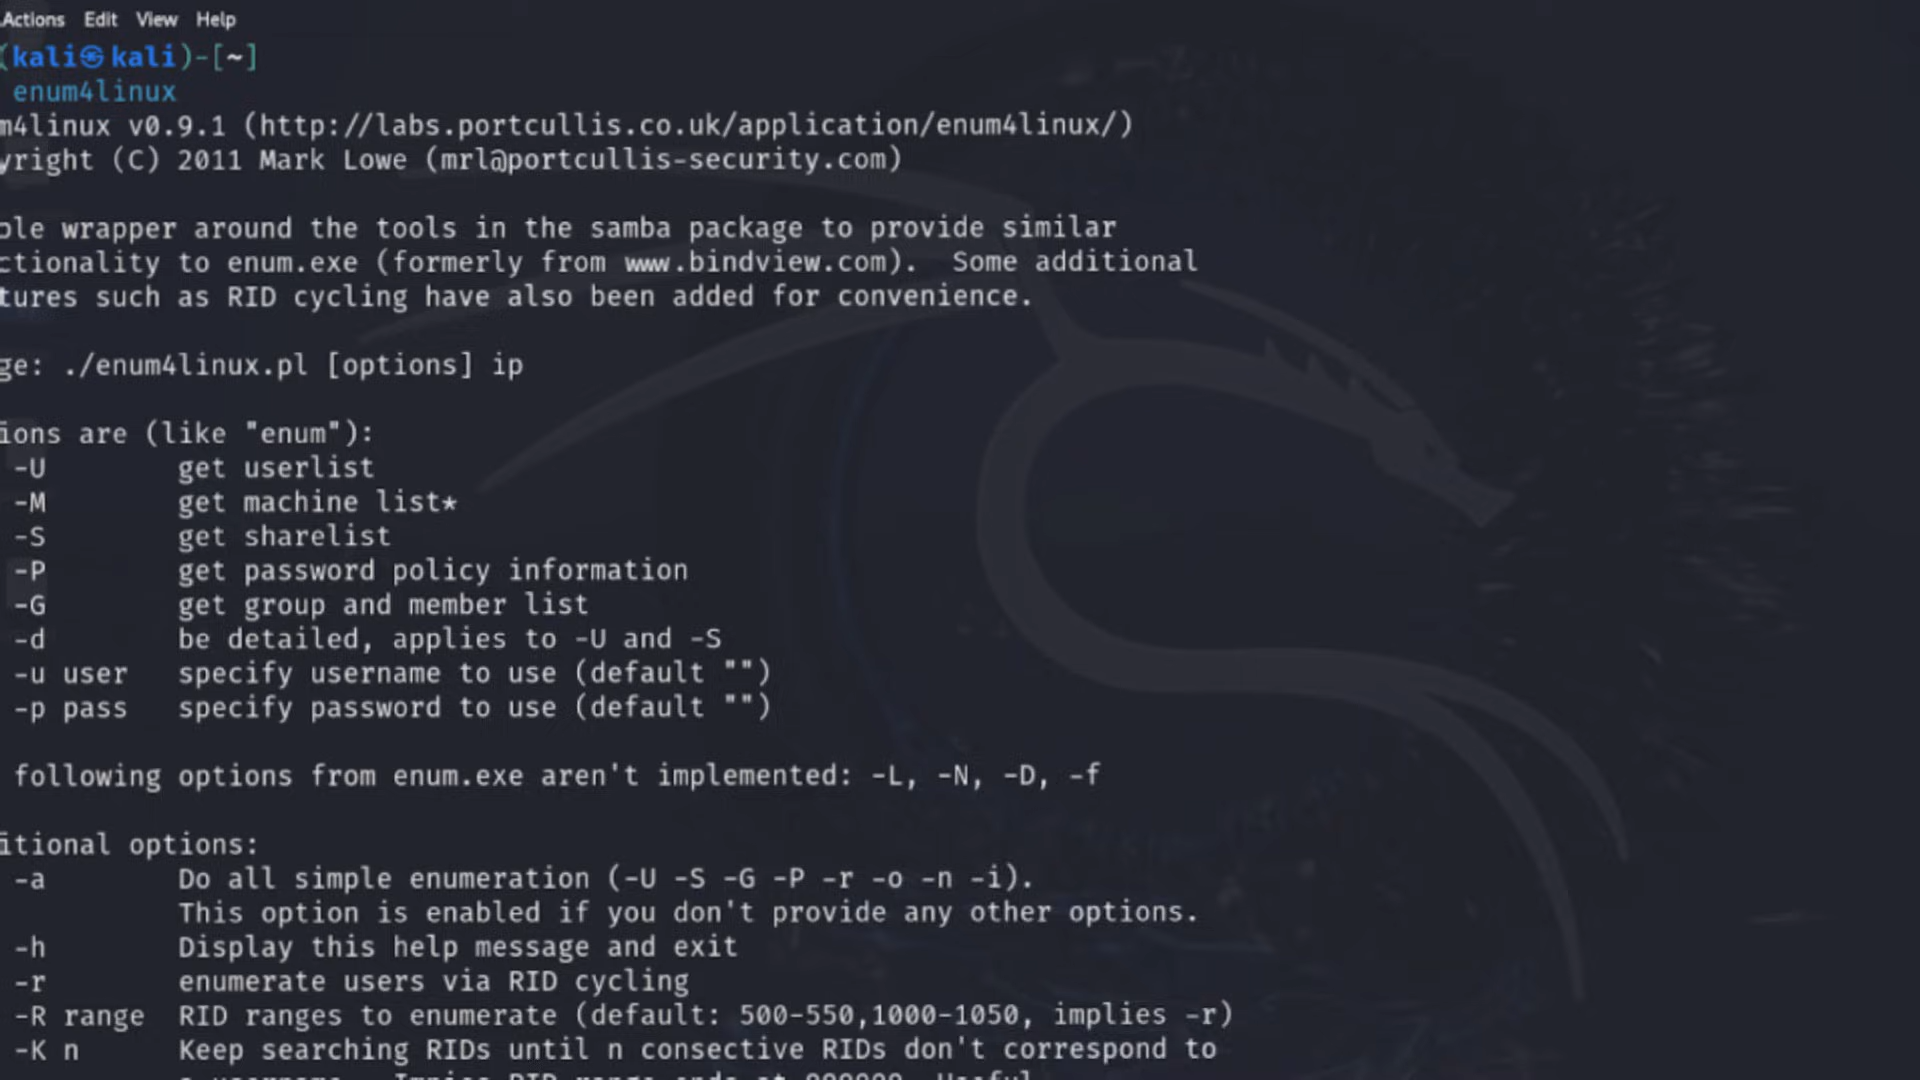 Actions Edit View Help
(kali㉿kali)-[~]
enum4linux
m4linux v0.9.1 (http://labs.portcullis.co.uk/application/enum4linux/)
yright (C) 2011 Mark Lowe (mrl@portcullis-security.com)
ple wrapper around the tools in the samba package to provide similar
ctionality to enum.exe (formerly from www.bindview.com).  Some additional
tures such as RID cycling have also been added for convenience.
ge: ./enum4linux.pl [options] ip
ions are (like "enum"):
-U get userlist
-M get machine list*
-S get sharelist
-P get password policy information
-G get group and member list
-d be detailed, applies to -U and -S
-u user specify username to use (default "")
-p pass specify password to use (default "")
following options from enum.exe aren't implemented: -L, -N, -D, -f
itional options:
-a Do all simple enumeration (-U -S -G -P -r -o -n -i).
This option is enabled if you don't provide any other options.
-h Display this help message and exit
-r enumerate users via RID cycling
-R range RID ranges to enumerate (default: 500-550,1000-1050, implies -r)
-K n Keep searching RIDs until n consective RIDs don't correspond to